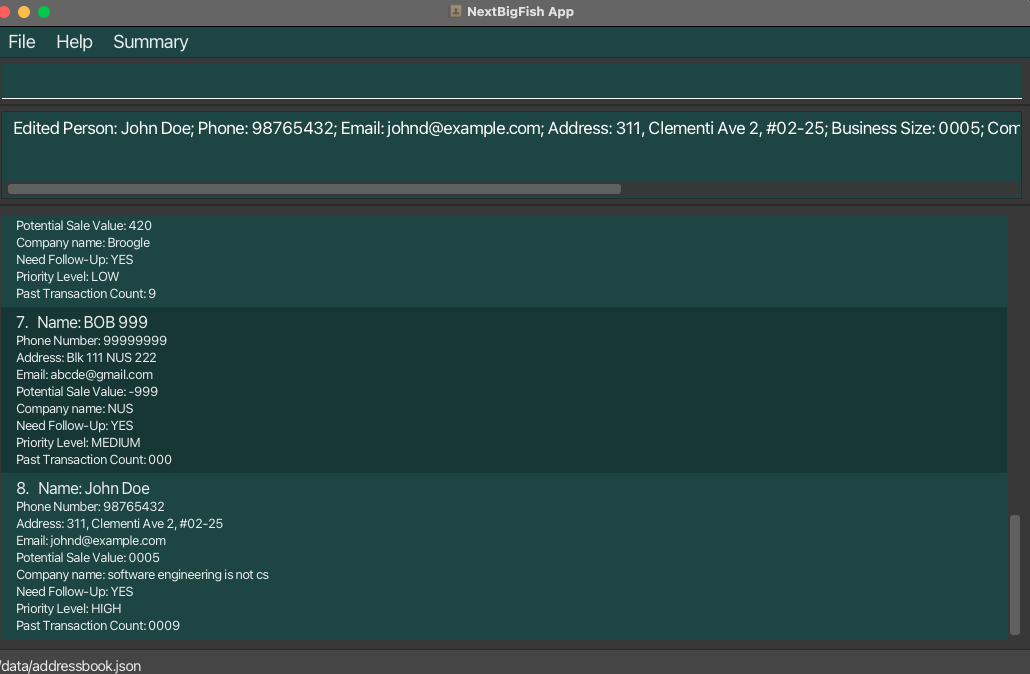 NextBigFish App
File Help Summary
Edited Person: John Doe; Phone: 98765432; Email: johnd@example.com; Address: 311, Clementi Ave 2, #02-25; Business Size: 0005; Com
Potential Sale Value: 420
Company name: Broogle
Need Follow-Up: YES
Priority Level: LOW
Past Transaction Count: 9
7. Name: BOB 999
Phone Number: 99999999
Address: Blk 111 NUS 222
Email: abcde@gmail.com
Potential Sale Value: -999
Company name: NUS
Need Follow-Up: YES
Priority Level: MEDIUM
Past Transaction Count: 000
8. Name: John Doe
Phone Number: 98765432
Address: 311, Clementi Ave 2, #02-25
Email: johnd@example.com
Potential Sale Value: 0005
Company name: software engineering is not cs
Need Follow-Up: YES
Priority Level: HIGH
Past Transaction Count: 0009
/data/addressbook.json